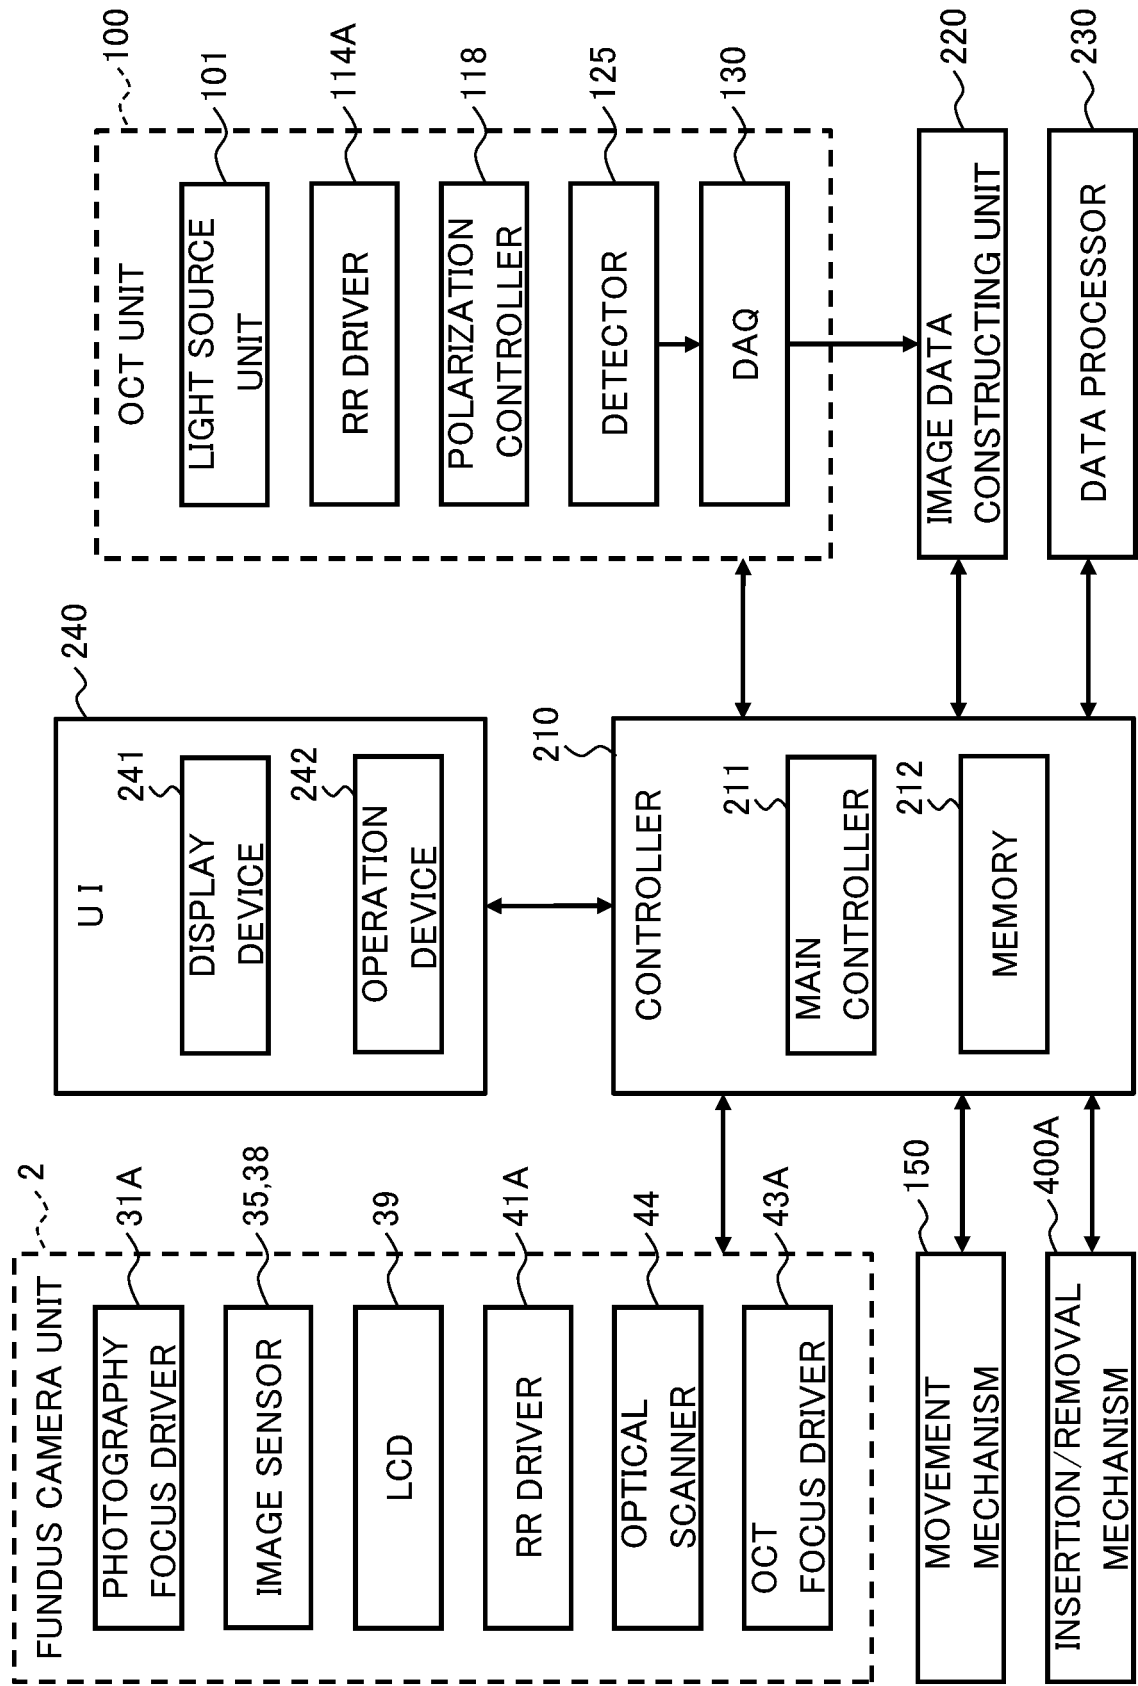 FUNDUS CAMERA UNIT
2
PHOTOGRAPHY
FOCUS DRIVER
31A
IMAGE SENSOR
35,38
LCD
39
RR DRIVER
41A
OPTICAL
SCANNER
44
OCT
FOCUS DRIVER
43A
MOVEMENT
MECHANISM
150
INSERTION/REMOVAL
MECHANISM
400A
UI
240
DISPLAY
DEVICE
241
OPERATION
DEVICE
242
CONTROLLER
210
MAIN
CONTROLLER
211
MEMORY
212
OCT UNIT
100
LIGHT SOURCE
UNIT
101
RR DRIVER
114A
POLARIZATION
CONTROLLER
118
DETECTOR
125
DAQ
130
IMAGE DATA
CONSTRUCTING UNIT
220
DATA PROCESSOR
230